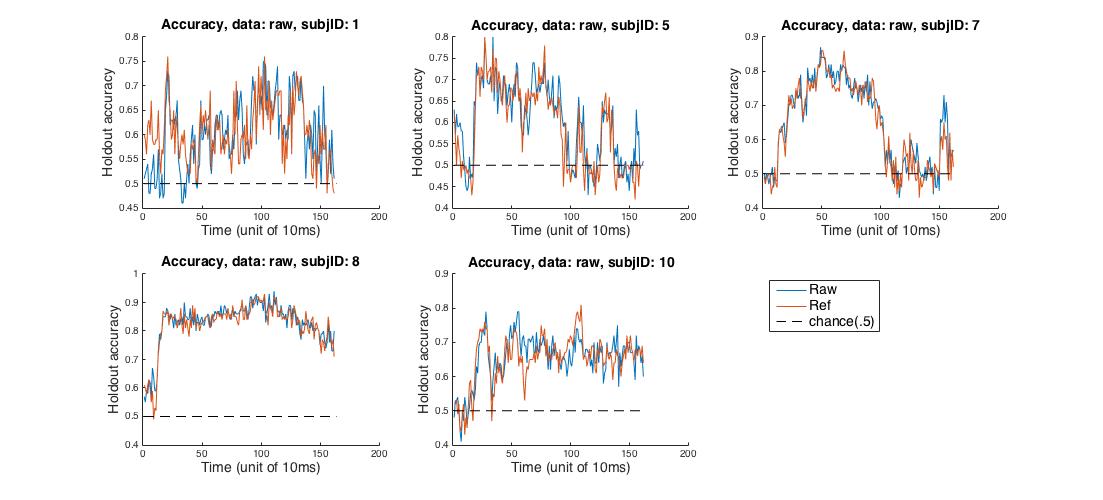 Accuracy, data: raw, subjID: 1
0.8
0.75
0.7
0.65
0.6
0.55
0.5
0.45
0 50 100 150 200
Holdout accuracy
Time (unit of 10ms)
Accuracy, data: raw, subjID: 5
0.8
0.75
0.7
0.65
0.6
0.55
0.5
0.45
0.4
0 50 100 150 200
Holdout accuracy
Time (unit of 10ms)
Accuracy, data: raw, subjID: 7
0.9
0.8
0.7
0.6
0.5
0.4
0 50 100 150 200
Holdout accuracy
Time (unit of 10ms)
Accuracy, data: raw, subjID: 8
1
0.9
0.8
0.7
0.6
0.5
0.4
0 50 100 150 200
Holdout accuracy
Time (unit of 10ms)
Accuracy, data: raw, subjID: 10
0.9
0.8
0.7
0.6
0.5
0.4
0 50 100 150 200
Holdout accuracy
Time (unit of 10ms)
Raw
Ref
chance(.5)